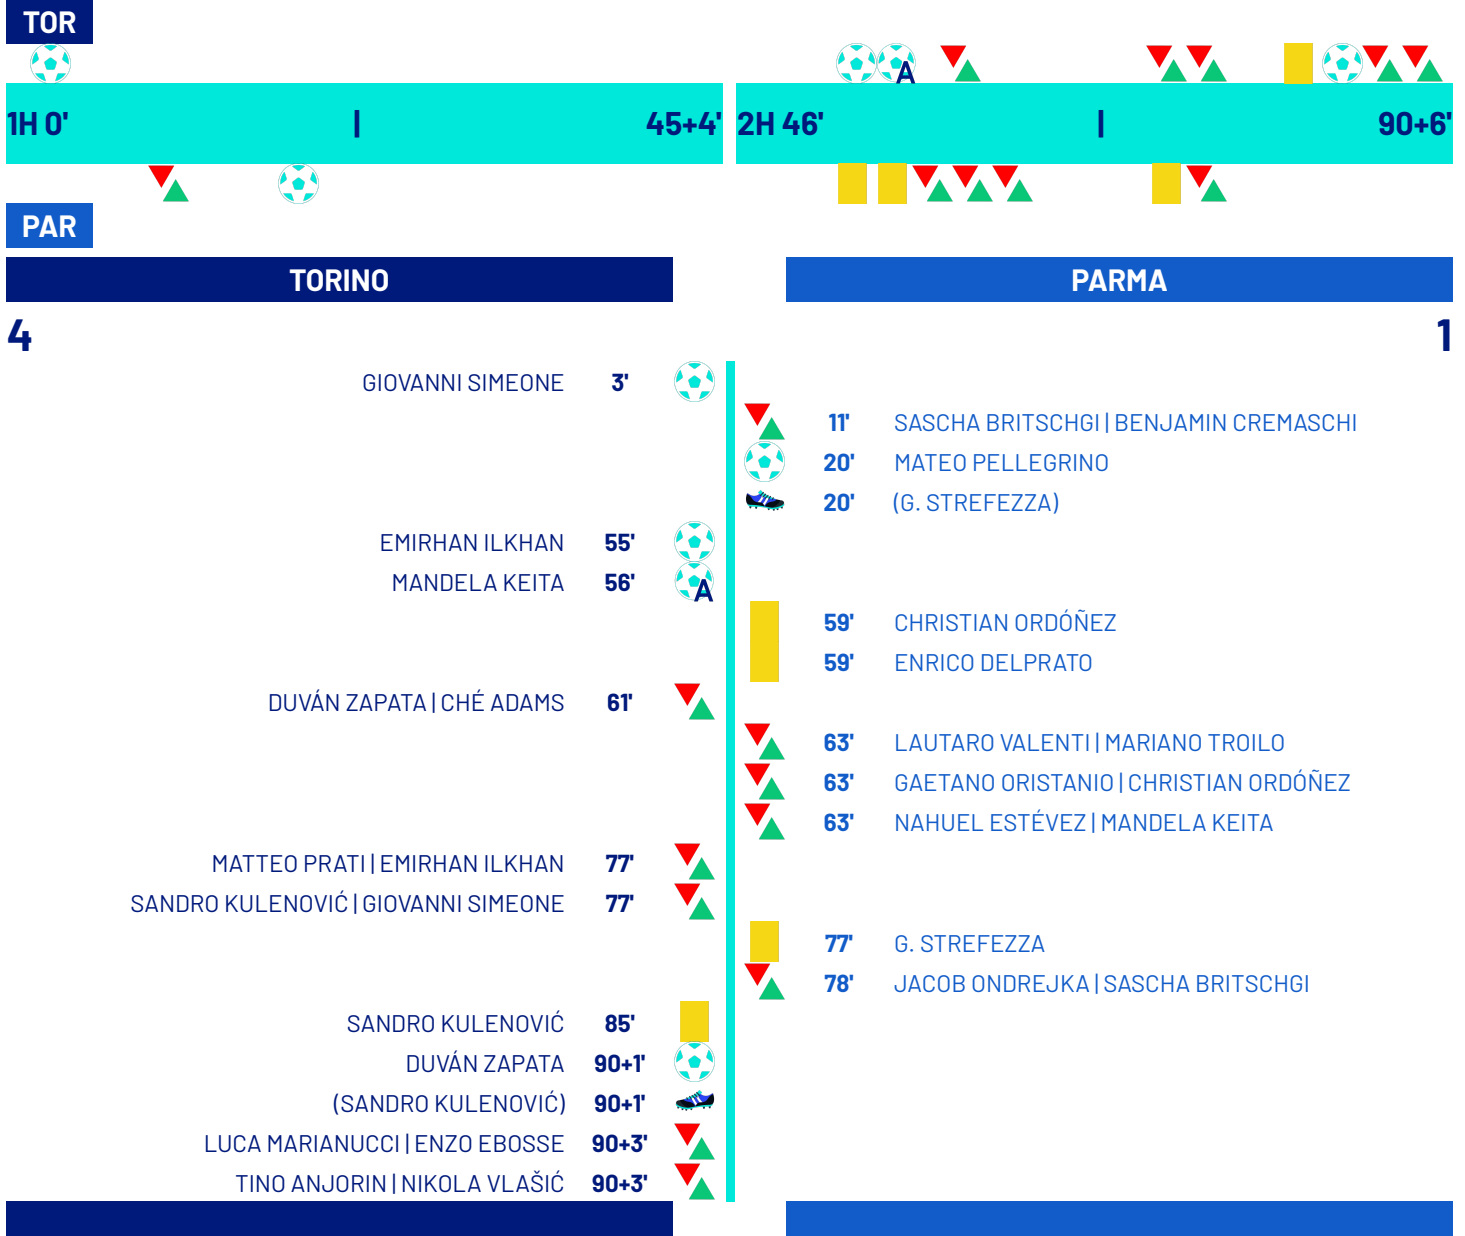 TOR
1H 0' | 45+4' 2H 46' | 90+6'
PAR
TORINO PARMA
4 1
GIOVANNI SIMEONE 3'
11' SASCHA BRITSCHGI | BENJAMIN CREMASCHI
20' MATEO PELLEGRINO
20' (G. STREFEZZA)
EMIRHAN ILKHAN 55'
MANDELA KEITA 56' A
59' CHRISTIAN ORDÓÑEZ
59' ENRICO DELPRATO
DUVÁN ZAPATA | CHÉ ADAMS 61'
63' LAUTARO VALENTI | MARIANO TROILO
63' GAETANO ORISTANIO | CHRISTIAN ORDÓÑEZ
63' NAHUEL ESTÉVEZ | MANDELA KEITA
MATTEO PRATI | EMIRHAN ILKHAN 77'
SANDRO KULENOVIĆ | GIOVANNI SIMEONE 77'
77' G. STREFEZZA
78' JACOB ONDREJKA | SASCHA BRITSCHGI
SANDRO KULENOVIĆ 85'
DUVÁN ZAPATA 90+1'
(SANDRO KULENOVIĆ) 90+1'
LUCA MARIANUCCI | ENZO EBOSSE 90+3'
TINO ANJORIN | NIKOLA VLAŠIĆ 90+3'